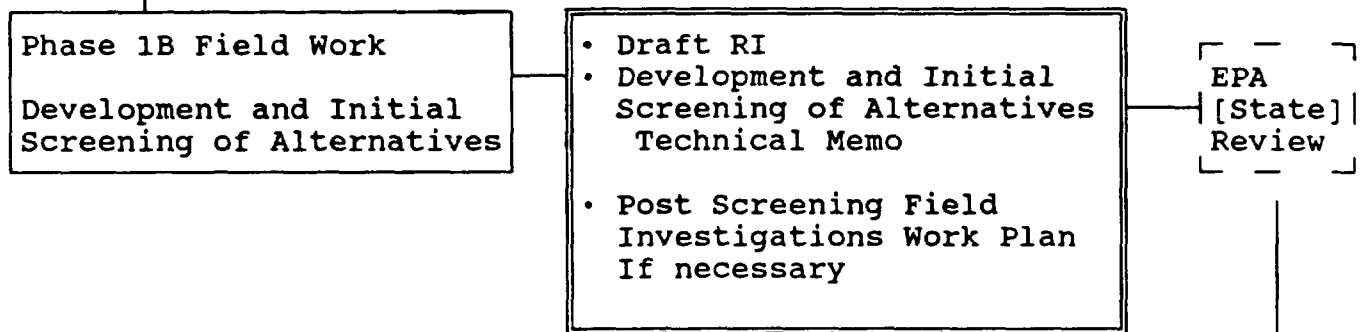 Phase 1B Field Work
Development and Initial
Screening of Alternatives
• Draft RI
• Development and Initial
Screening of Alternatives
Technical Memo
• Post Screening Field
Investigations Work Plan
If necessary
EPA
[State]
Review